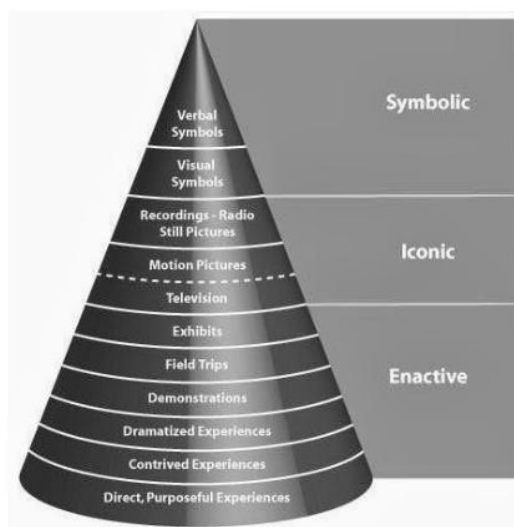 Verbal
Symbols
Visual
Symbols
Recordings - Radio
Still Pictures
Motion Pictures
Television
Exhibits
Field Trips
Demonstrations
Dramatized Experiences
Contrived Experiences
Direct, Purposeful Experiences
Symbolic
Iconic
Enactive